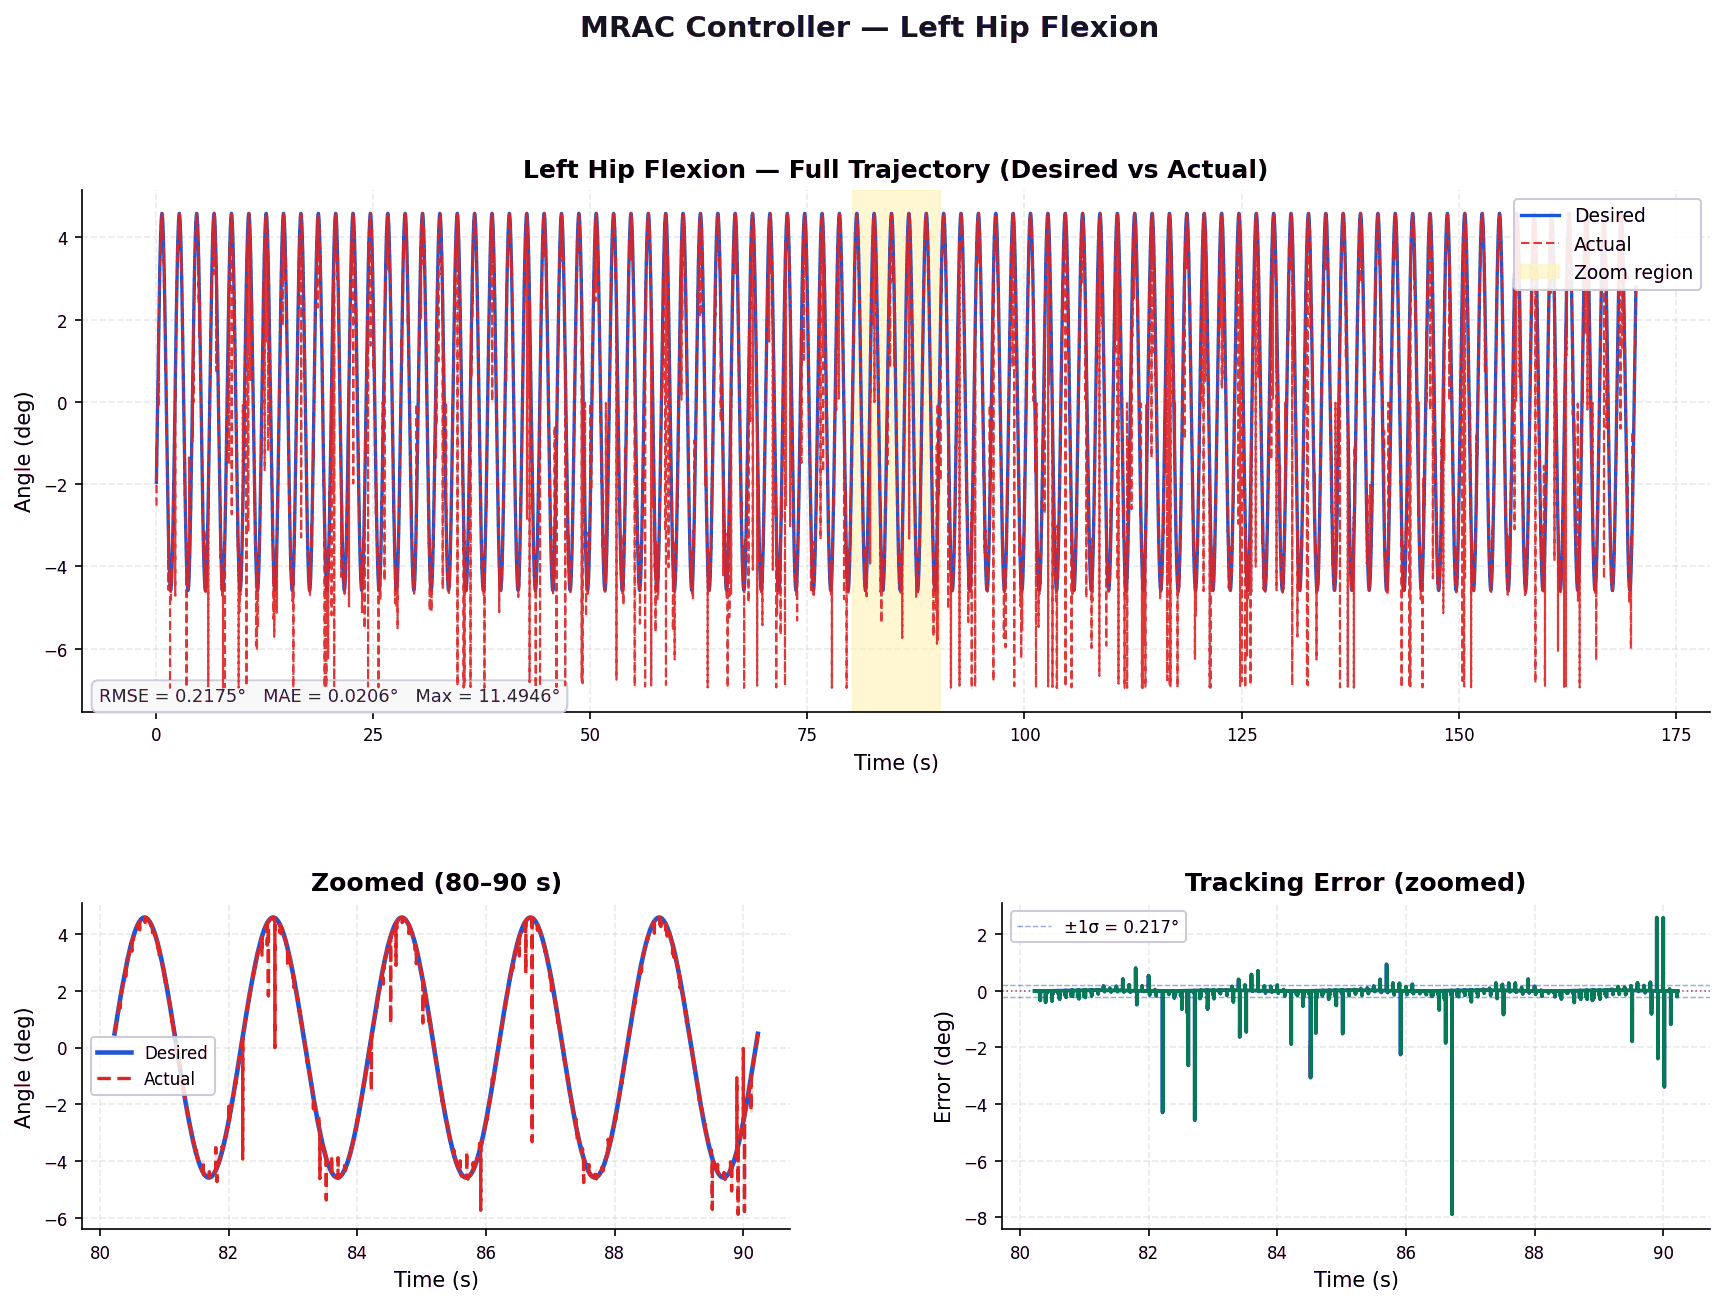 MRAC Controller — Left Hip Flexion
Left Hip Flexion — Full Trajectory (Desired vs Actual)
Angle (deg)
4
2
0
−2
−4
−6
Desired
Actual
Zoom region
RMSE = 0.2175°   MAE = 0.0206°   Max = 11.4946°
0 25 50 75 100 125 150 175
Time (s)
Zoomed (80–90 s)
Angle (deg)
4
2
0
−2
−4
−6
Desired
Actual
80 82 84 86 88 90
Time (s)
Tracking Error (zoomed)
Error (deg)
2
0
−2
−4
−6
−8
±1σ = 0.217°
80 82 84 86 88 90
Time (s)